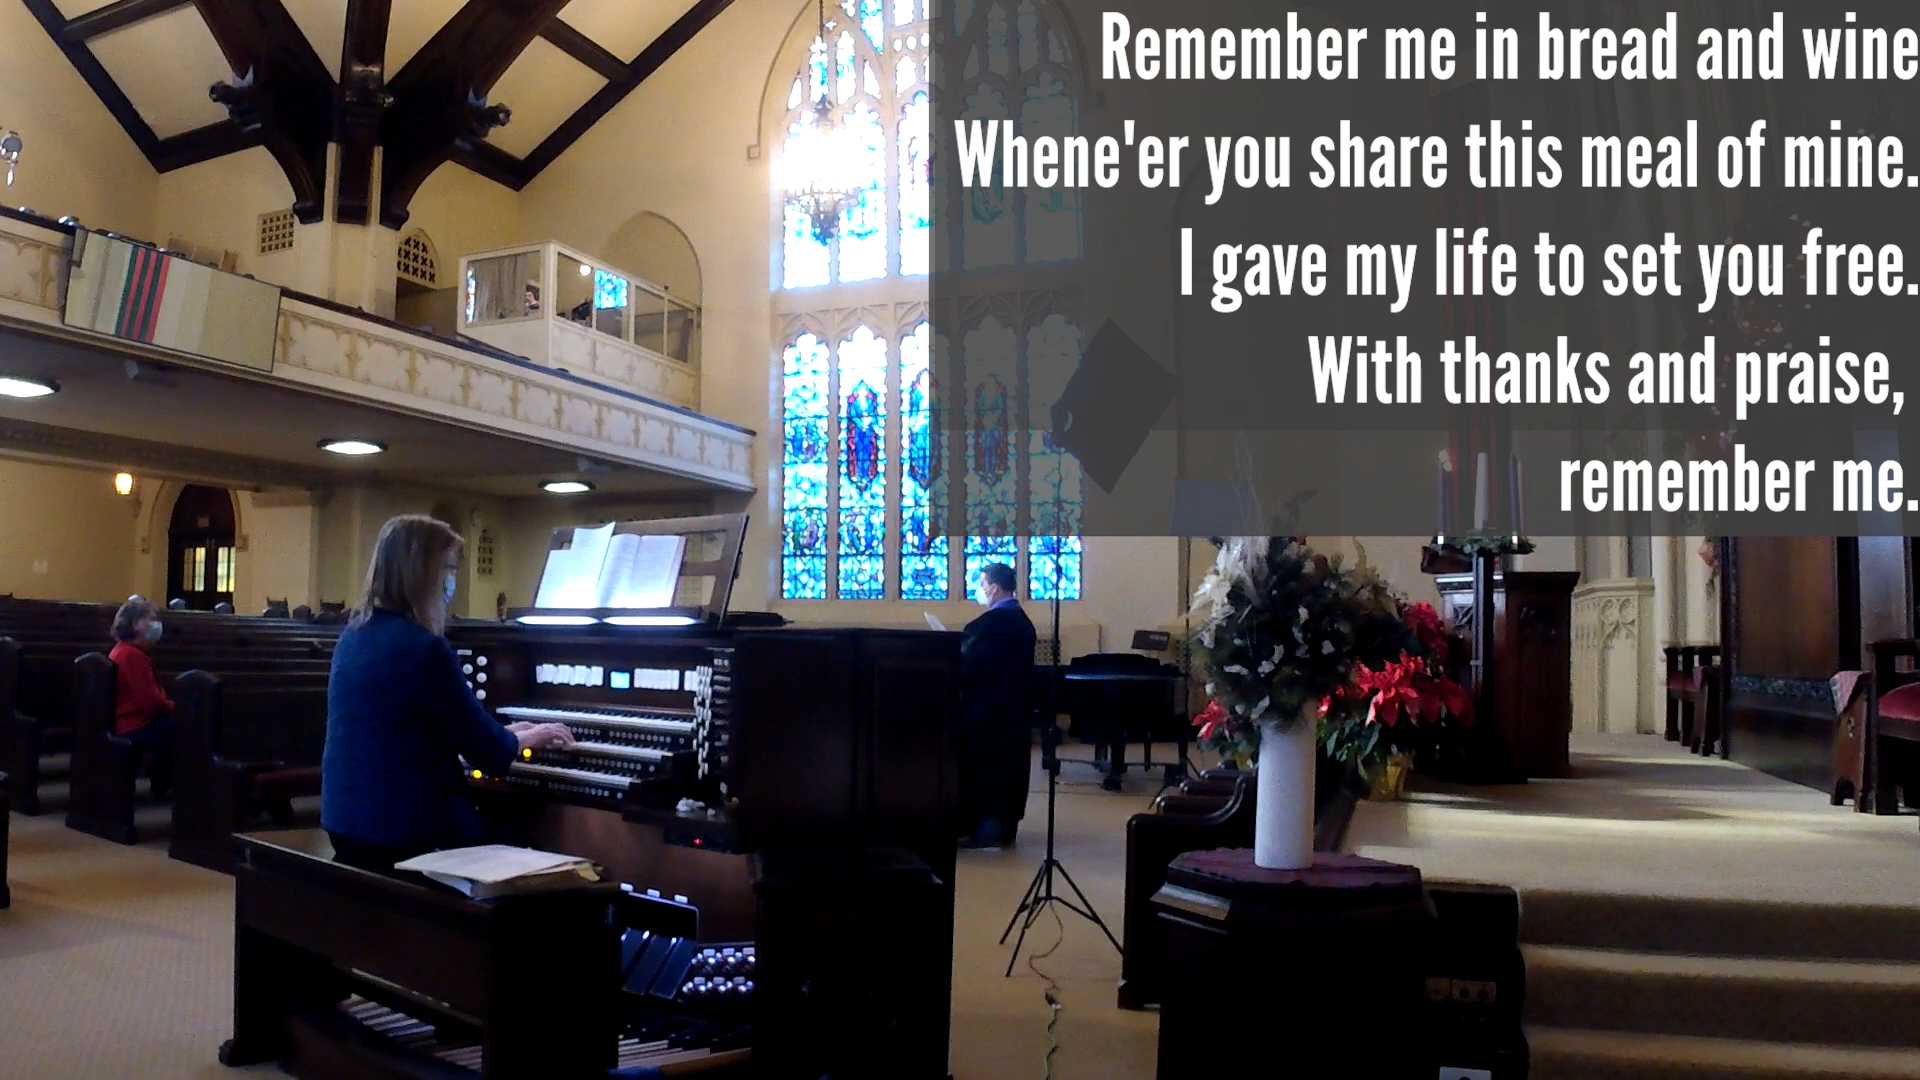 Remember me in bread and wine
Whene'er you share this meal of mine.
I gave my life to set you free.
With thanks and praise,
remember me.